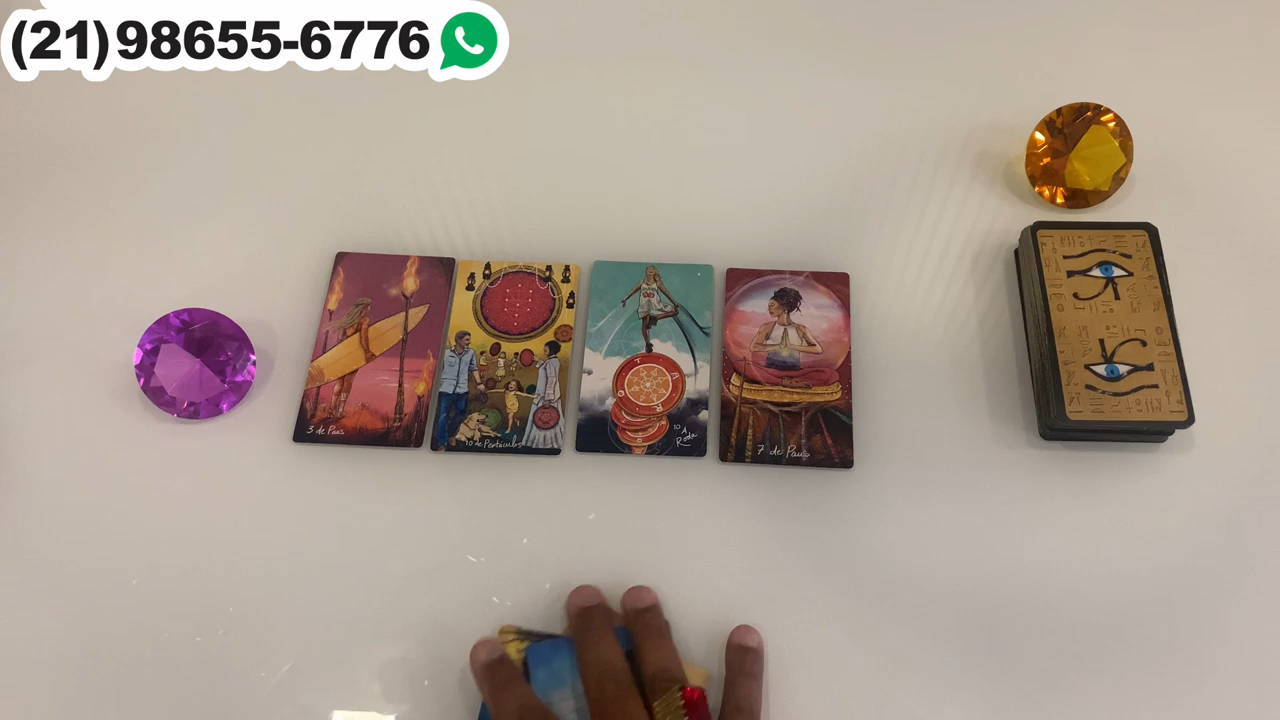 (21)98655-6776
3 de Paus
10 de Pentáculos
10 A
Roda
7 de Paus